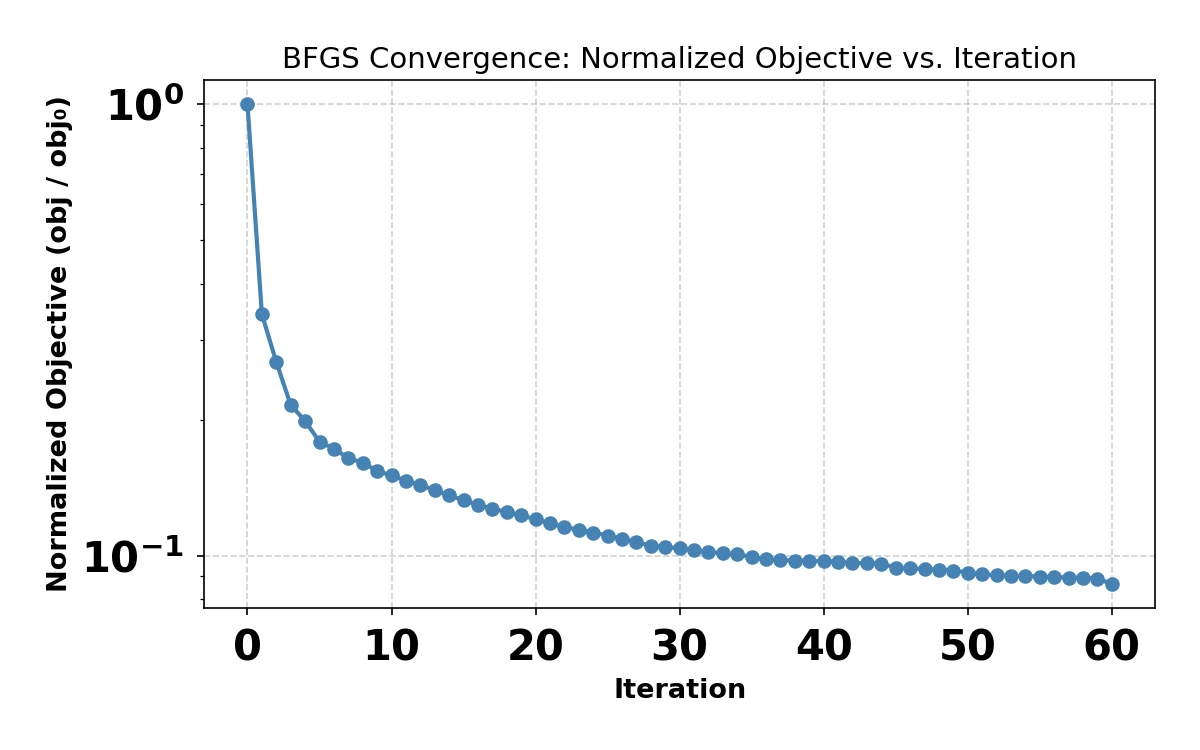 BFGS Convergence: Normalized Objective vs. Iteration
Normalized Objective (obj / obj₀)
10⁰
10⁻¹
0 10 20 30 40 50 60
Iteration